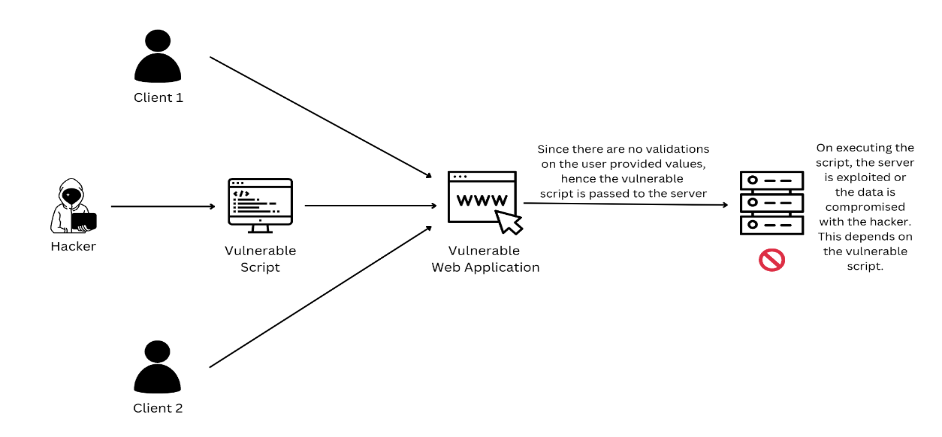 Client 1
Hacker
Vulnerable
Script
</>
WWW
Vulnerable
Web Application
Since there are no validations
on the user provided values,
hence the vulnerable
script is passed to the server
On executing the
script, the server
is exploited or
the data is
compromised
with the hacker.
This depends on
the vulnerable
script.
Client 2